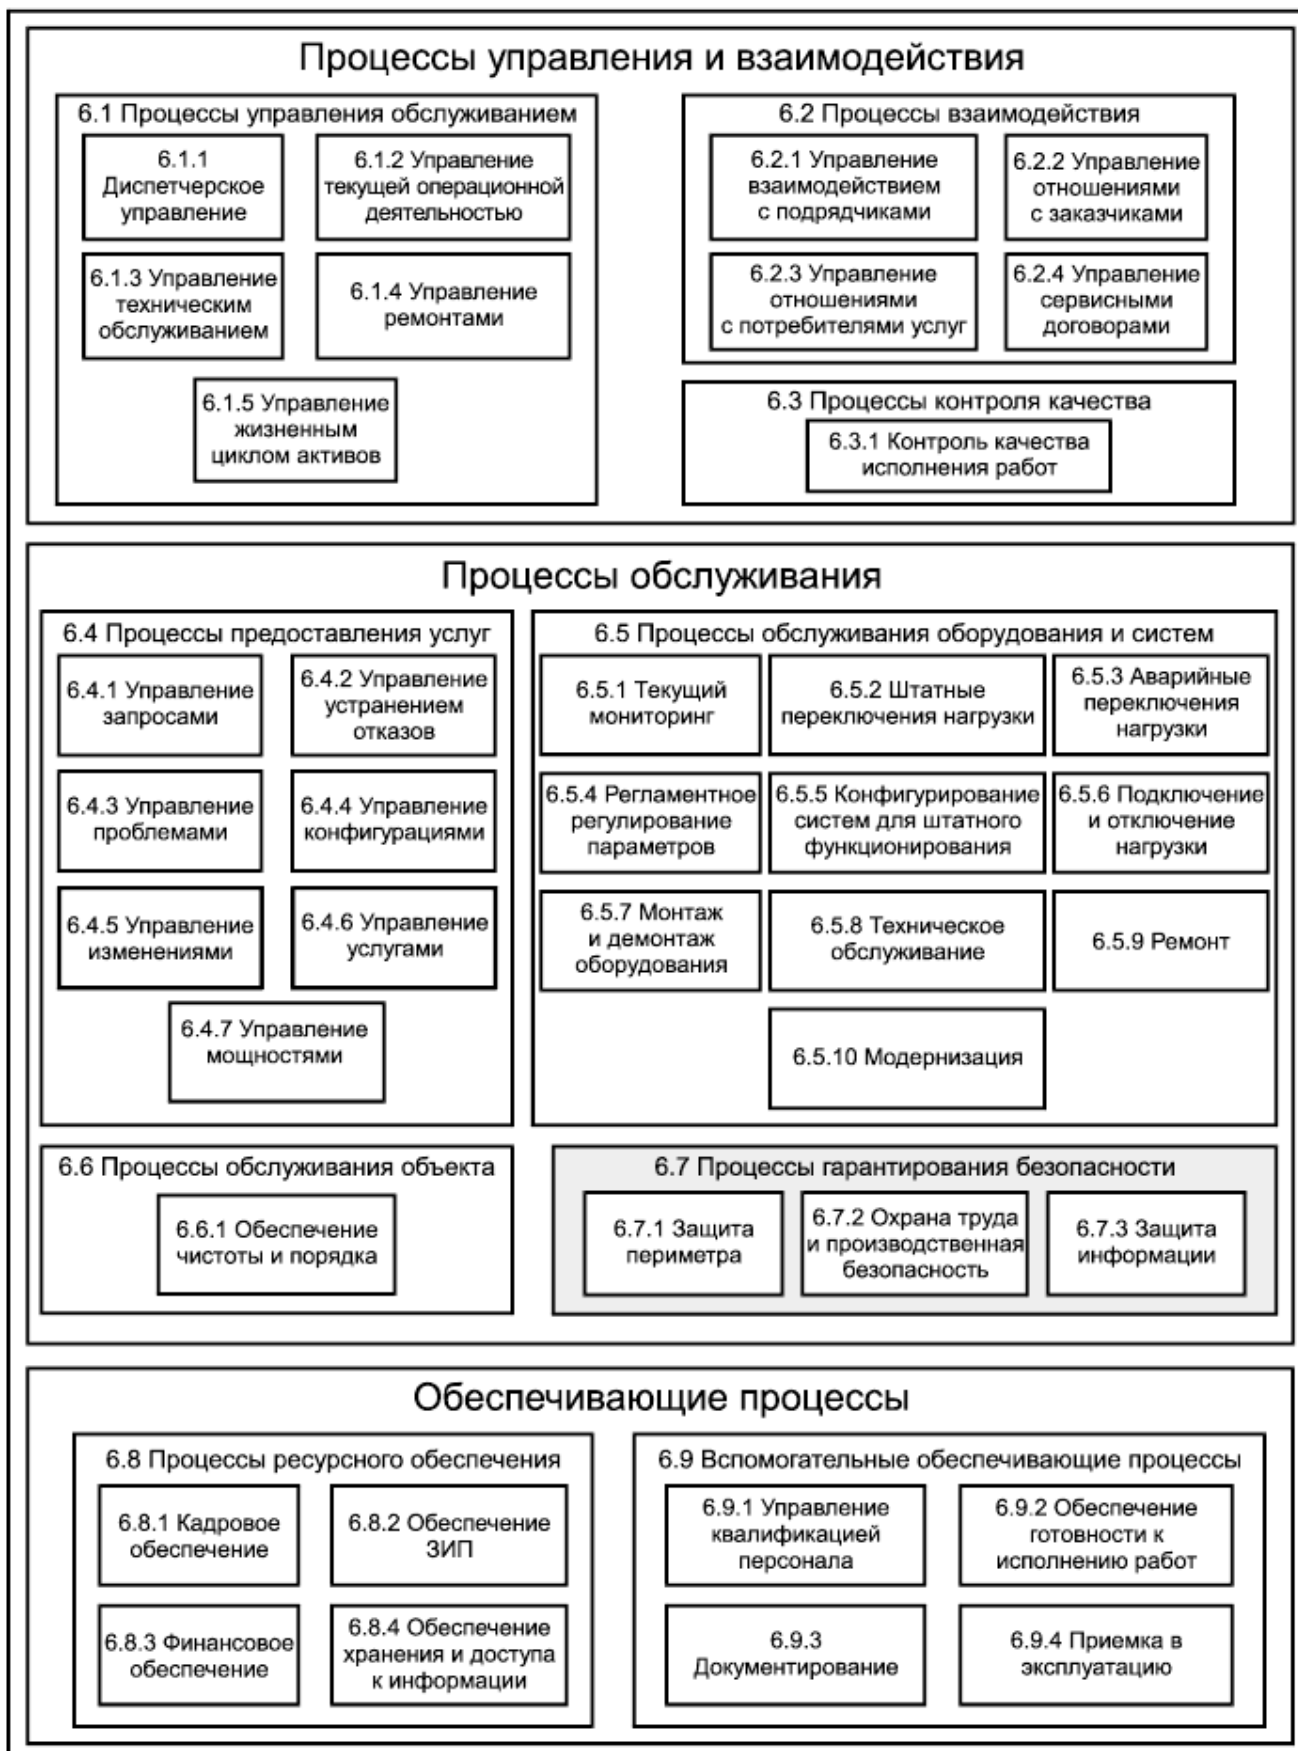 Процессы управления и взаимодействия
6.1 Процессы управления обслуживанием
6.1.1
Диспетчерское
управление
6.1.2 Управление
текущей операционной
деятельностью
6.1.3 Управление
техническим
обслуживанием
6.1.4 Управление
ремонтами
6.1.5 Управление
жизненным
циклом активов
6.2 Процессы взаимодействия
6.2.1 Управление
взаимодействием
с подрядчиками
6.2.2 Управление
отношениями
с заказчиками
6.2.3 Управление
отношениями
с потребителями услуг
6.2.4 Управление
сервисными
договорами
6.3 Процессы контроля качества
6.3.1 Контроль качества
исполнения работ
Процессы обслуживания
6.4 Процессы предоставления услуг
6.4.1 Управление
запросами
6.4.2 Управление
устранением
отказов
6.4.3 Управление
проблемами
6.4.4 Управление
конфигурациями
6.4.5 Управление
изменениями
6.4.6 Управление
услугами
6.4.7 Управление
мощностями
6.5 Процессы обслуживания оборудования и систем
6.5.1 Текущий
мониторинг
6.5.2 Штатные
переключения нагрузки
6.5.3 Аварийные
переключения
нагрузки
6.5.4 Регламентное
регулирование
параметров
6.5.5 Конфигурирование
систем для штатного
функционирования
6.5.6 Подключение
и отключение
нагрузки
6.5.7 Монтаж
и демонтаж
оборудования
6.5.8 Техническое
обслуживание
6.5.9 Ремонт
6.5.10 Модернизация
6.6 Процессы обслуживания объекта
6.6.1 Обеспечение
чистоты и порядка
6.7 Процессы гарантирования безопасности
6.7.1 Защита
периметра
6.7.2 Охрана труда
и производственная
безопасность
6.7.3 Защита
информации
Обеспечивающие процессы
6.8 Процессы ресурсного обеспечения
6.8.1 Кадровое
обеспечение
6.8.2 Обеспечение
ЗИП
6.8.3 Финансовое
обеспечение
6.8.4 Обеспечение
хранения и доступа
к информации
6.9 Вспомогательные обеспечивающие процессы
6.9.1 Управление
квалификацией
персонала
6.9.2 Обеспечение
готовности к
исполнению работ
6.9.3
Документирование
6.9.4 Приемка в
эксплуатацию